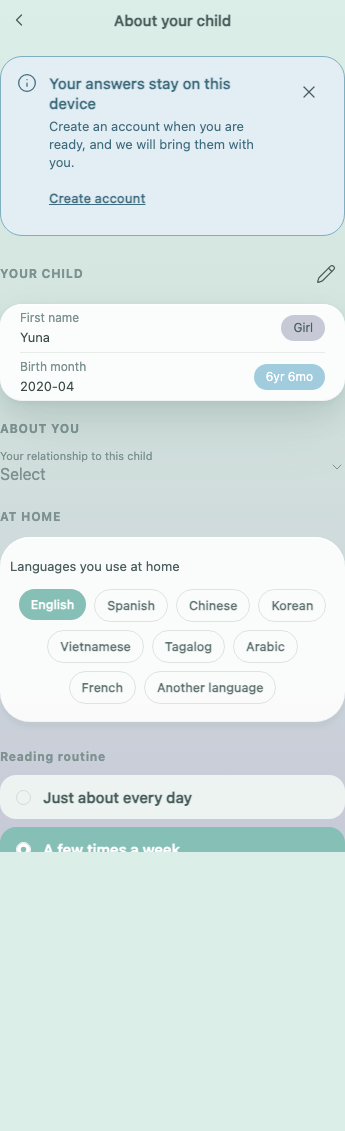 About your child
Your answers stay on this
device
Create an account when you are
ready, and we will bring them with
you.
Create account
YOUR CHILD
First name
Yuna
Girl
Birth month
2020-04
6yr 6mo
ABOUT YOU
Your relationship to this child
Select
AT HOME
Languages you use at home
English
Spanish
Chinese
Korean
Vietnamese
Tagalog
Arabic
French
Another language
Reading routine
Just about every day
A few times a week